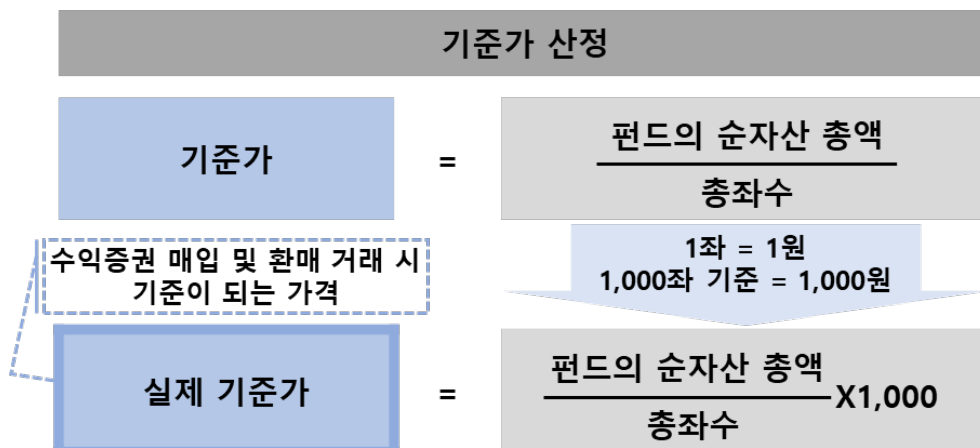 기준가 산정
기준가
=
펀드의 순자산 총액
총좌수
수익증권 매입 및 환매 거래 시
기준이 되는 가격
1좌 = 1원
1,000좌 기준 = 1,000원
실제 기준가
=
펀드의 순자산 총액
총좌수
X1,000